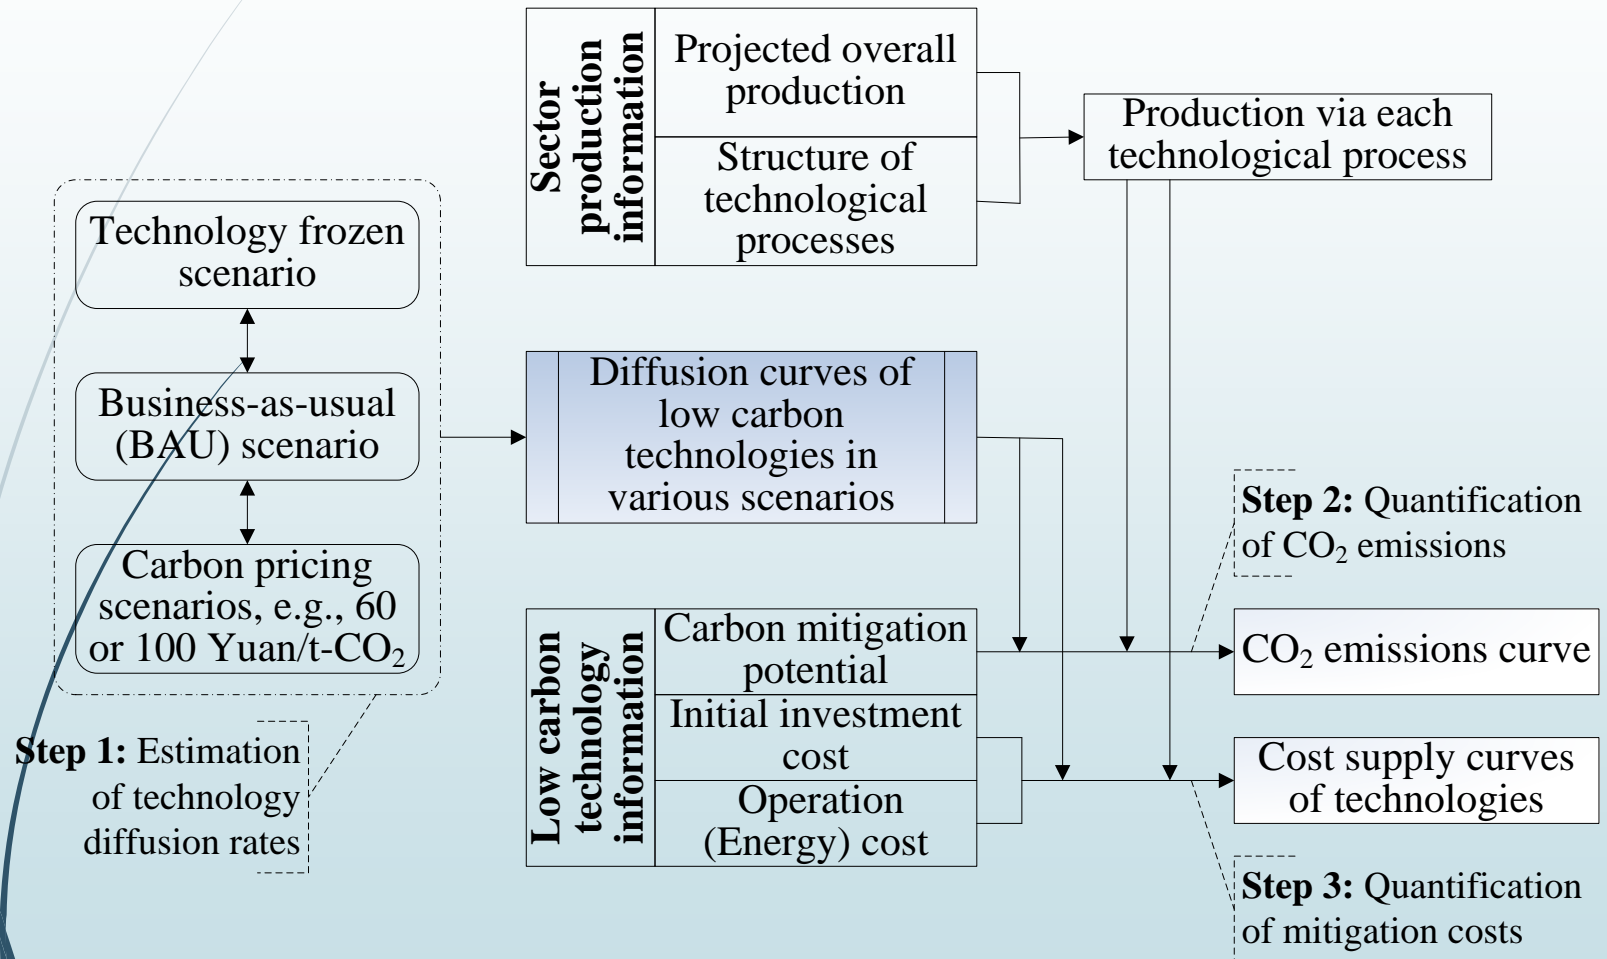 Sector
production
information
Projected overall
production
Structure of
technological
processes
Production via each
technological process
Technology frozen
scenario
Business-as-usual
(BAU) scenario
Carbon pricing
scenarios, e.g., 60
or 100 Yuan/t-CO₂
Step 1: Estimation
of technology
diffusion rates
Diffusion curves of
low carbon
technologies in
various scenarios
Low carbon
technology
information
Carbon mitigation
potential
Initial investment
cost
Operation
(Energy) cost
Step 2: Quantification
of CO₂ emissions
CO₂ emissions curve
Cost supply curves
of technologies
Step 3: Quantification
of mitigation costs